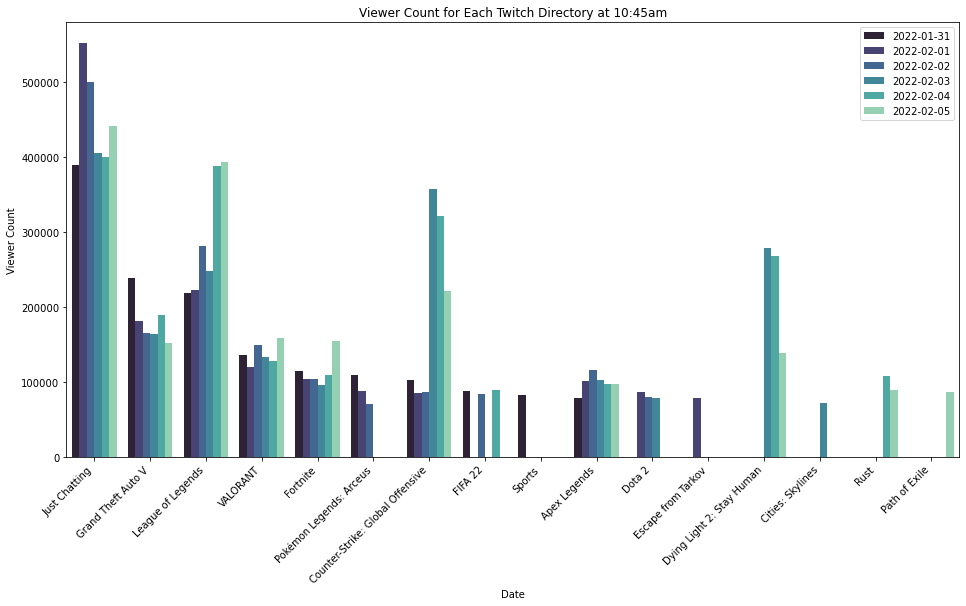 Viewer Count for Each Twitch Directory at 10:45am
2022-01-31
2022-02-01
2022-02-02
2022-02-03
2022-02-04
2022-02-05
Viewer Count
500000
400000
300000
200000
100000
0
Just Chatting
Grand Theft Auto V
League of Legends
VALORANT
Fortnite
Pokémon Legends: Arceus
Counter-Strike: Global Offensive
FIFA 22
Sports
Apex Legends
Dota 2
Escape from Tarkov
Dying Light 2: Stay Human
Cities: Skylines
Rust
Path of Exile
Date